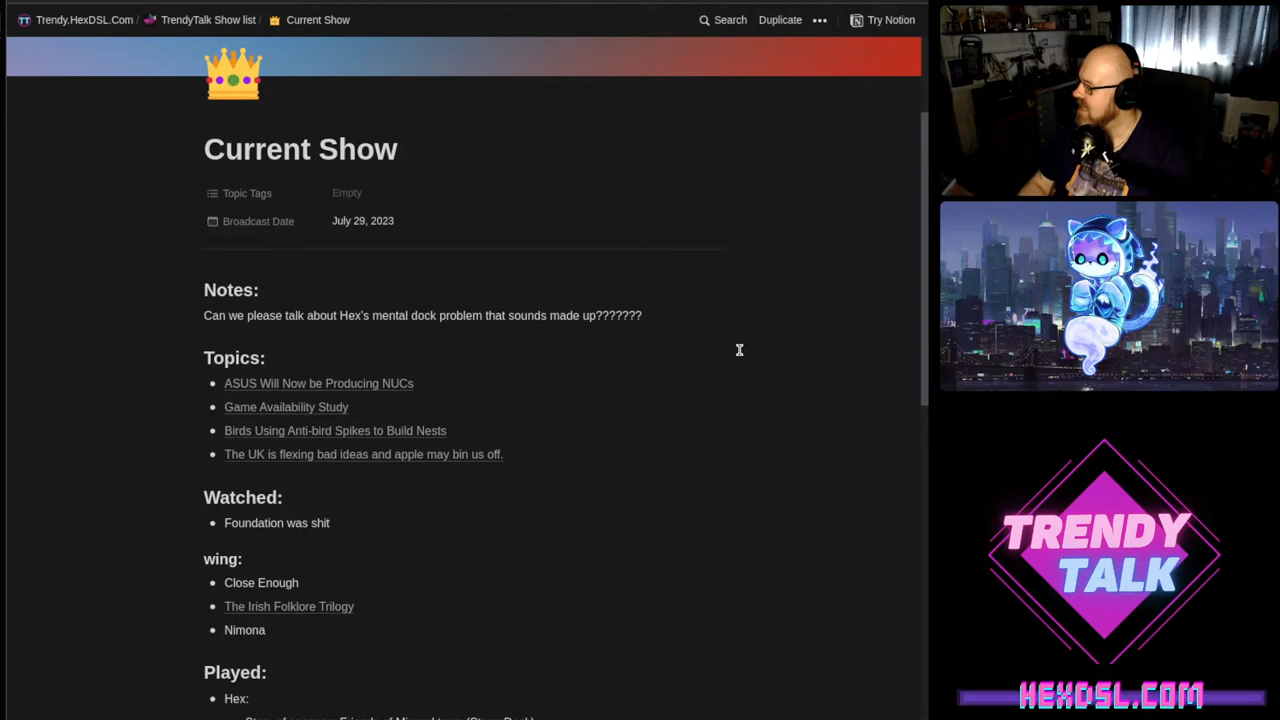 Trendy.HexDSL.Com / TrendyTalk Show list / Current Show
Search Duplicate ••• Try Notion
Current Show
Topic Tags Empty
Broadcast Date July 29, 2023
Notes:
Can we please talk about Hex's mental dock problem that sounds made up???????
Topics:
• ASUS Will Now be Producing NUCs
• Game Availability Study
• Birds Using Anti-bird Spikes to Build Nests
• The UK is flexing bad ideas and apple may bin us off.
Watched:
• Foundation was shit
wing:
• Close Enough
• The Irish Folklore Trilogy
• Nimona
Played:
• Hex:
TRENDY
TALK
HEXDSL.COM